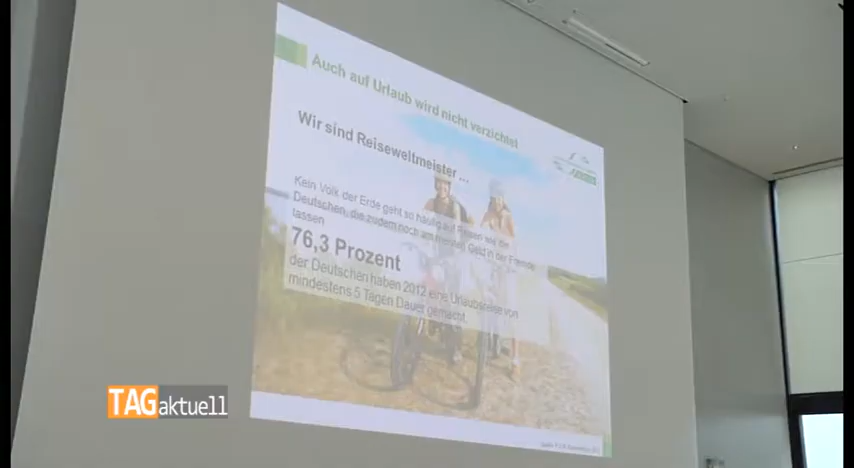 Auch auf Urlaub wird nicht verzichtet
Wir sind Reiseweltmeister ...
Kein Volk der Erde geht so häufig auf Reisen wie die
Deutschen, die zudem noch am meisten Geld in der Fremde
lassen
76,3 Prozent
der Deutschen haben 2012 eine Urlaubsreise von
mindestens 5 Tagen Dauer gemacht.
TAGaktuell